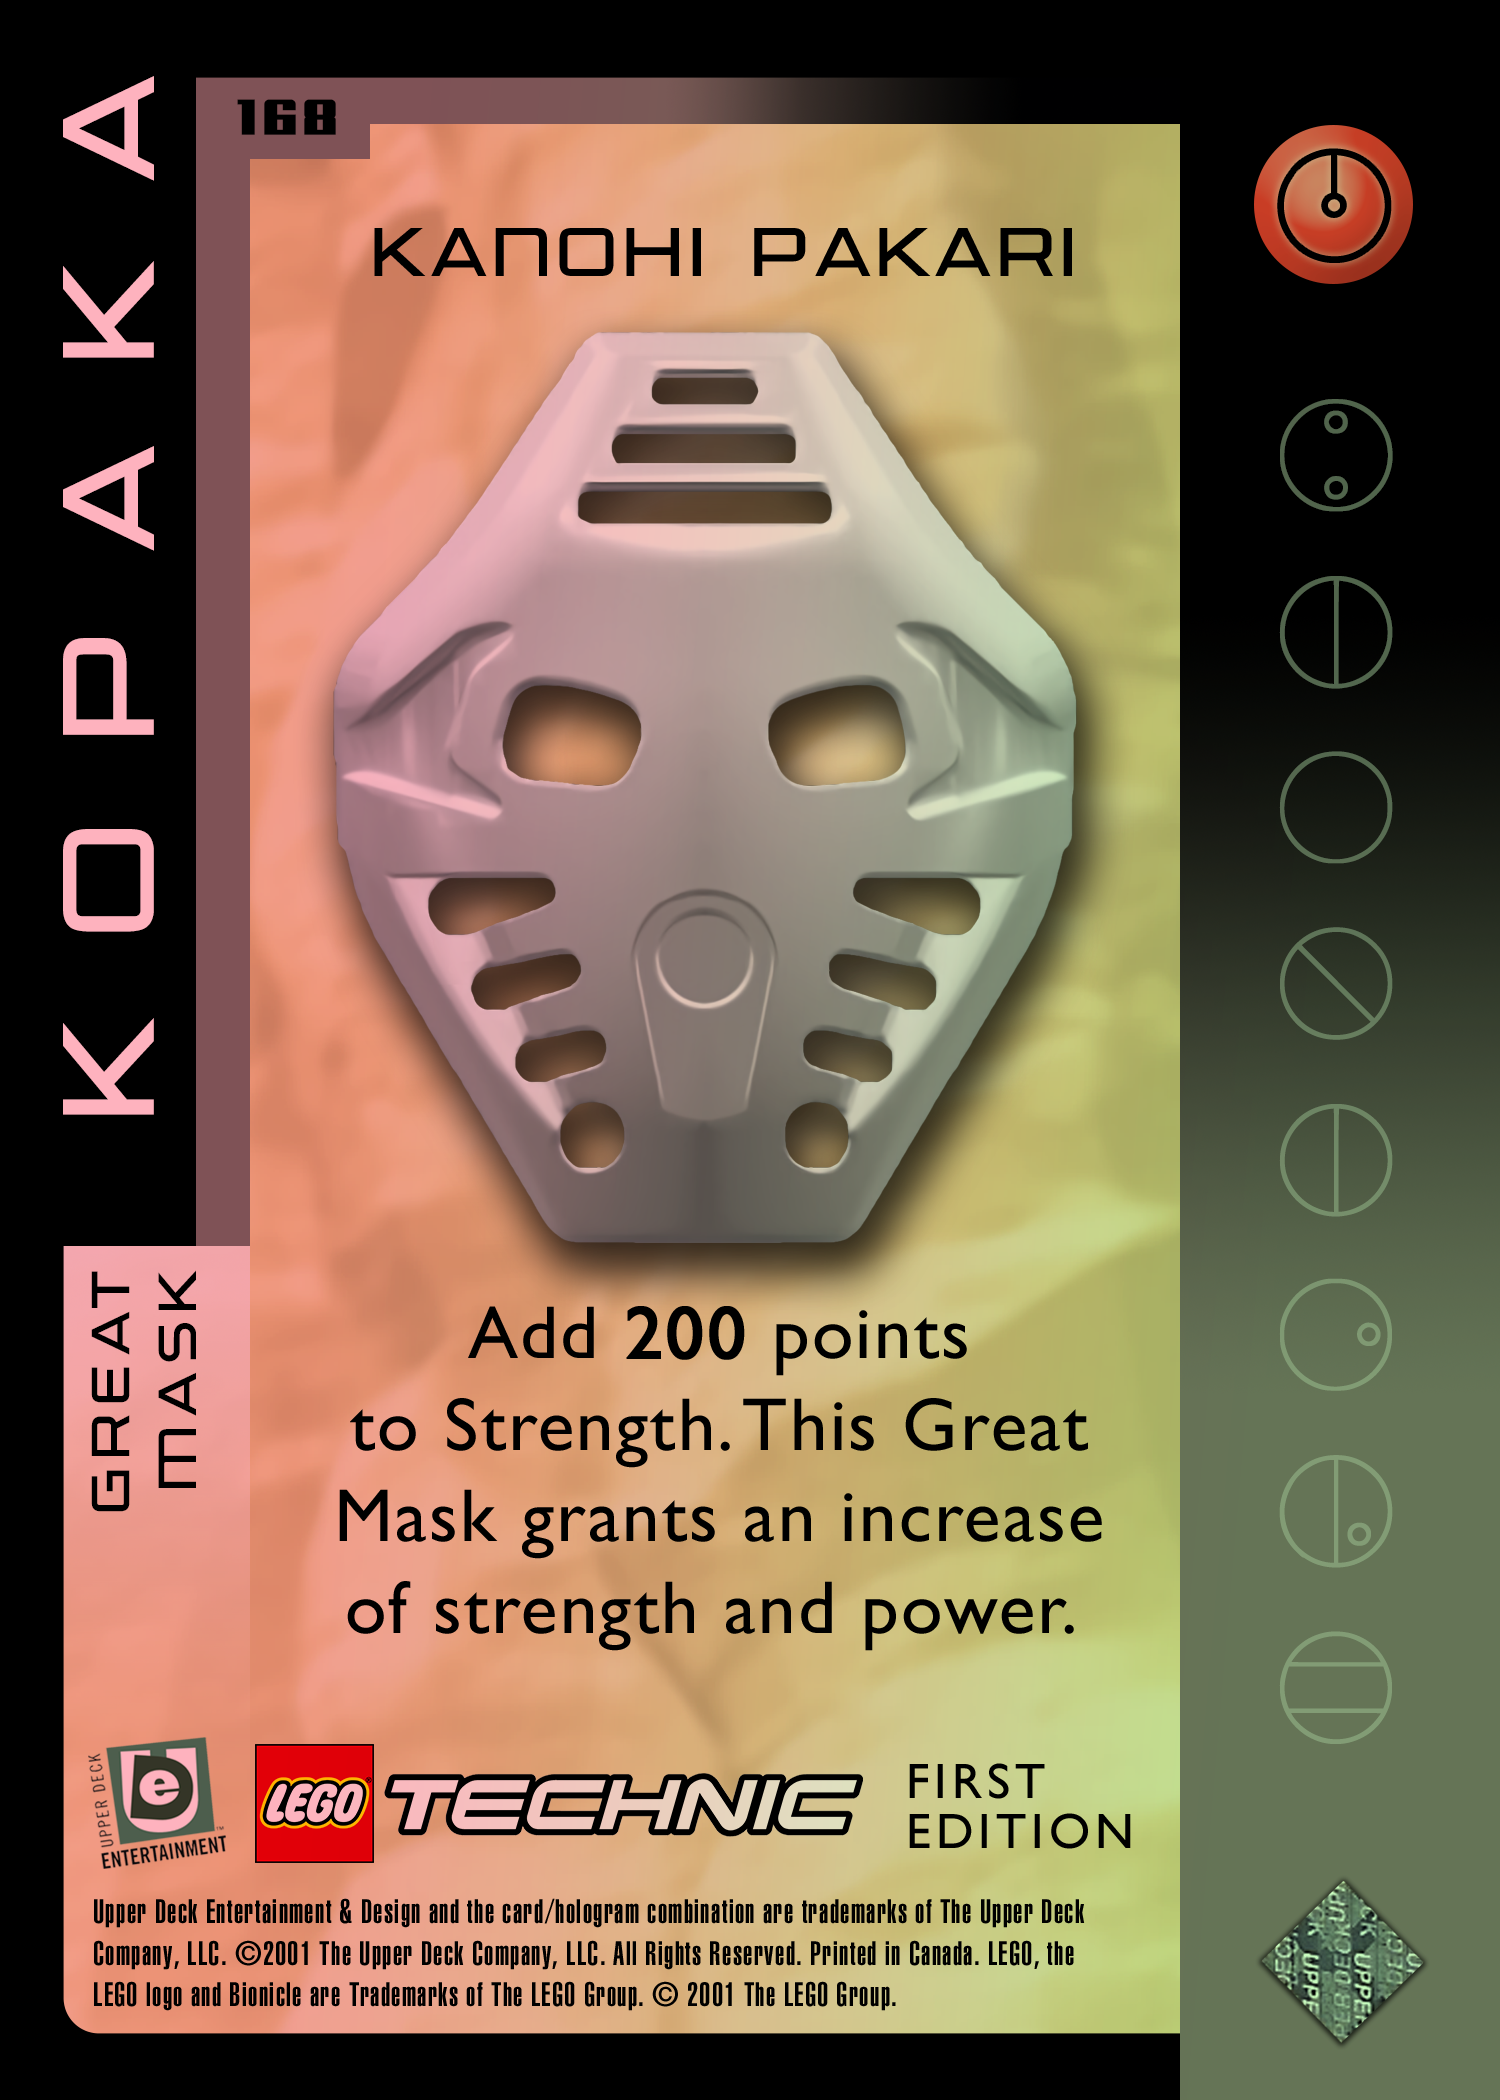 KOPAKA
168
KANOHI PAKARI
GREAT
MASK
Add 200 points
to Strength. This Great
Mask grants an increase
of strength and power.
UPPER DECK
ENTERTAINMENT™
LEGO®
TECHNIC
FIRST
EDITION
Upper Deck Entertainment & Design and the card/hologram combination are trademarks of The Upper Deck
Company, LLC. ©2001 The Upper Deck Company, LLC. All Rights Reserved. Printed in Canada. LEGO, the
LEGO logo and Bionicle are Trademarks of The LEGO Group. © 2001 The LEGO Group.